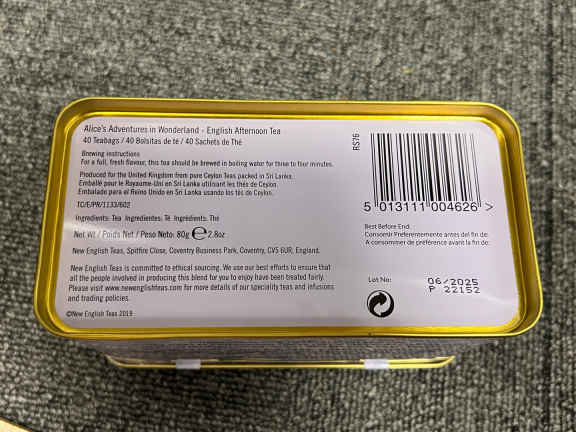 Alice's Adventures in Wonderland - English Afternoon Tea
40 Teabags / 40 Bolsitas de té / 40 Sachets de Thé
Brewing instructions
For a full, fresh flavour, this tea should be brewed in boiling water for three to four minutes.
Produced for the United Kingdom from pure Ceylon Teas packed in Sri Lanka.
Emballé pour le Royaume-Uni en Sri Lanka utilisant les thés de Ceylon.
Embalado para el Reino Unido en Sri Lanka usando los tés de Ceylon.
TC/E/PR/1133/602
Ingredients: Tea Ingredientes: Té Ingrédients: Thé
Net Wt / Poids Net / Peso Neto: 80g ℮ 2.8oz
New English Teas, Spitfire Close, Coventry Business Park, Coventry, CV5 6UR, England.
New English Teas is committed to ethical sourcing. We use our best efforts to ensure that
all the people involved in producing this blend for you to enjoy have been treated fairly.
Please visit www.newenglishteas.com for more details of our speciality teas and infusions
and trading policies.
©New English Teas 2019
RS76
5 013111 004626 >
Best Before End:
Consumir Preferentemente antes del fin de:
A consommer de préférence avant la fin de:
Lot No:
06/2025
P 22152